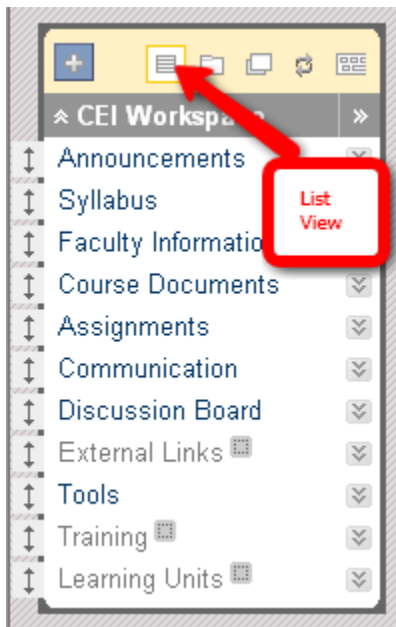 CEI Workspace
Announcements
Syllabus
Faculty Informatio
Course Documents
Assignments
Communication
Discussion Board
External Links
Tools
Training
Learning Units
List
View